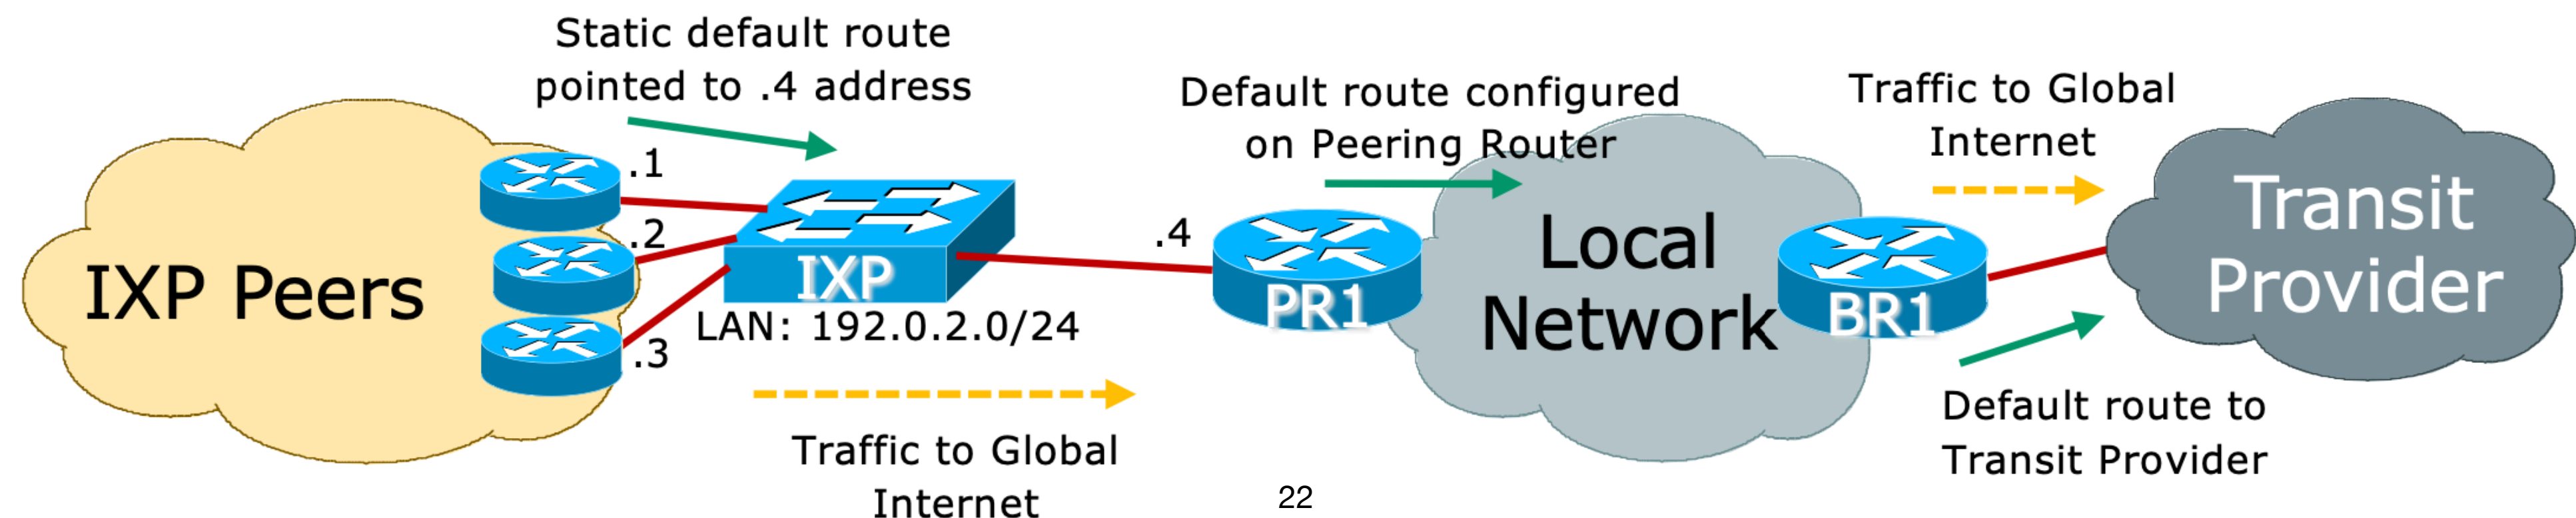 Static default route
pointed to .4 address
Default route configured
on Peering Router
Traffic to Global
Internet
.1
.2
.3
IXP Peers
IXP
LAN: 192.0.2.0/24
.4
PR1
Local
Network
BR1
Transit
Provider
Traffic to Global
Internet
Default route to
Transit Provider
22